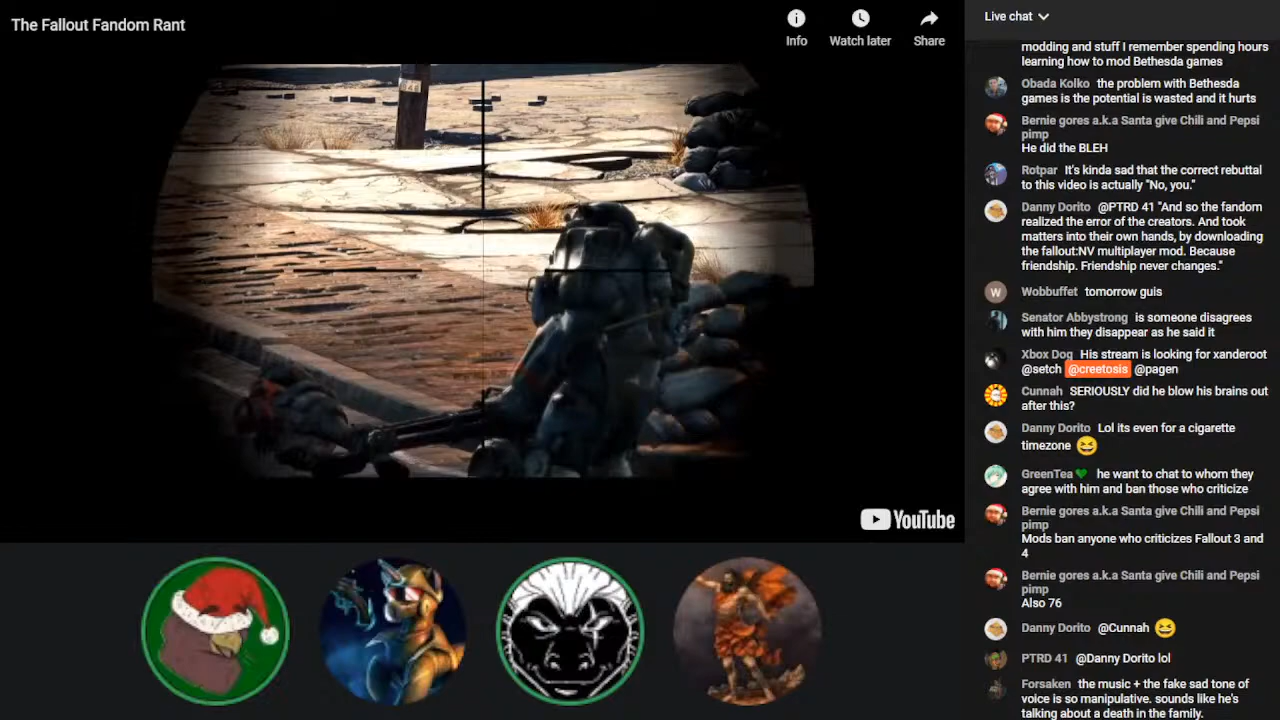 The Fallout Fandom Rant
Info
Watch later
Share
YouTube
Live chat
modding and stuff I remember spending hours
learning how to mod Bethesda games
Obada Kolko the problem with Bethesda
games is the potential is wasted and it hurts
Bernie gores a.k.a Santa give Chili and Pepsi
pimp
He did the BLEH
Rotpar It's kinda sad that the correct rebuttal
to this video is actually "No, you."
Danny Dorito @PTRD 41 "And so the fandom
realized the error of the creators. And took
matters into their own hands, by downloading
the fallout:NV multiplayer mod. Because
friendship. Friendship never changes."
W
Wobbuffet tomorrow guis
Senator Abbystrong is someone disagrees
with him they disappear as he said it
Xbox Dog His stream is looking for xanderoot
@setch @creetosis @pagen
Cunnah SERIOUSLY did he blow his brains out
after this?
Danny Dorito Lol its even for a cigarette
timezone 😆
GreenTea💚 he want to chat to whom they
agree with him and ban those who criticize
Bernie gores a.k.a Santa give Chili and Pepsi
pimp
Mods ban anyone who criticizes Fallout 3 and
4
Bernie gores a.k.a Santa give Chili and Pepsi
pimp
Also 76
Danny Dorito @Cunnah 😆
PTRD 41 @Danny Dorito lol
Forsaken the music + the fake sad tone of
voice is so manipulative. sounds like he's
talking about a death in the family.